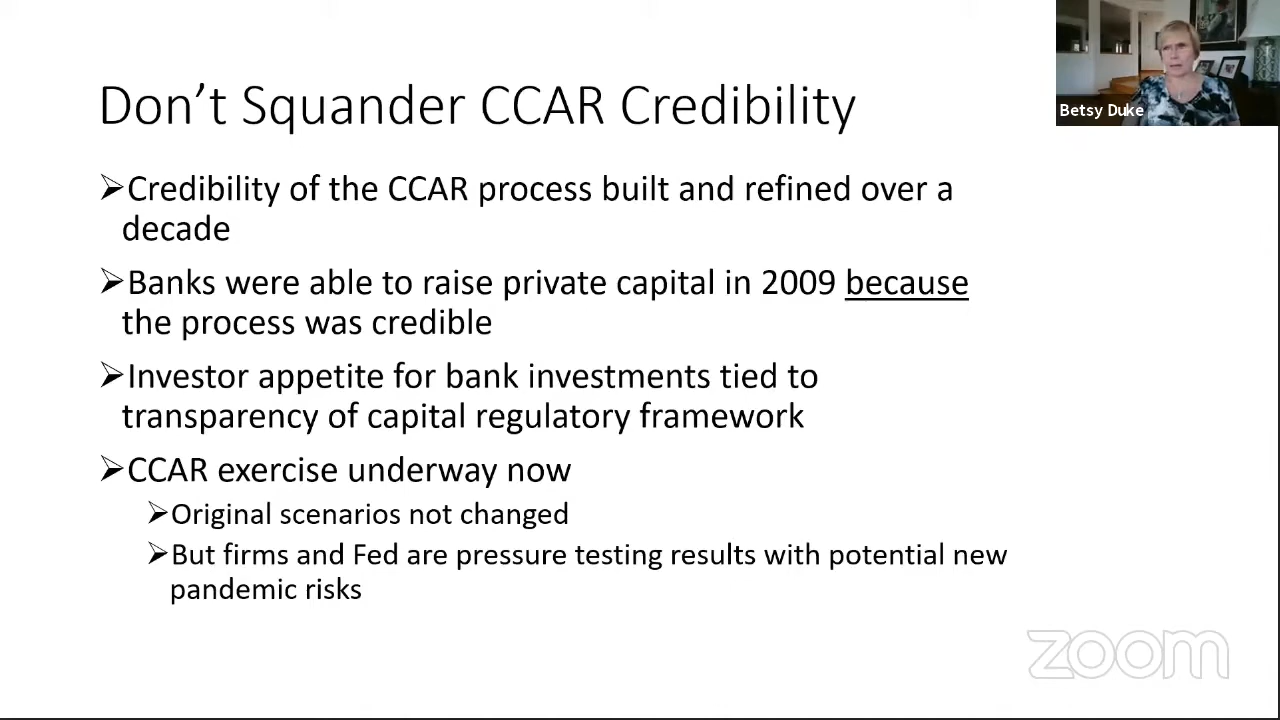 Don't Squander CCAR Credibility
Betsy Duke
➢Credibility of the CCAR process built and refined over a
decade
➢Banks were able to raise private capital in 2009 because
the process was credible
➢Investor appetite for bank investments tied to
transparency of capital regulatory framework
➢CCAR exercise underway now
➢Original scenarios not changed
➢But firms and Fed are pressure testing results with potential new
pandemic risks
zoom